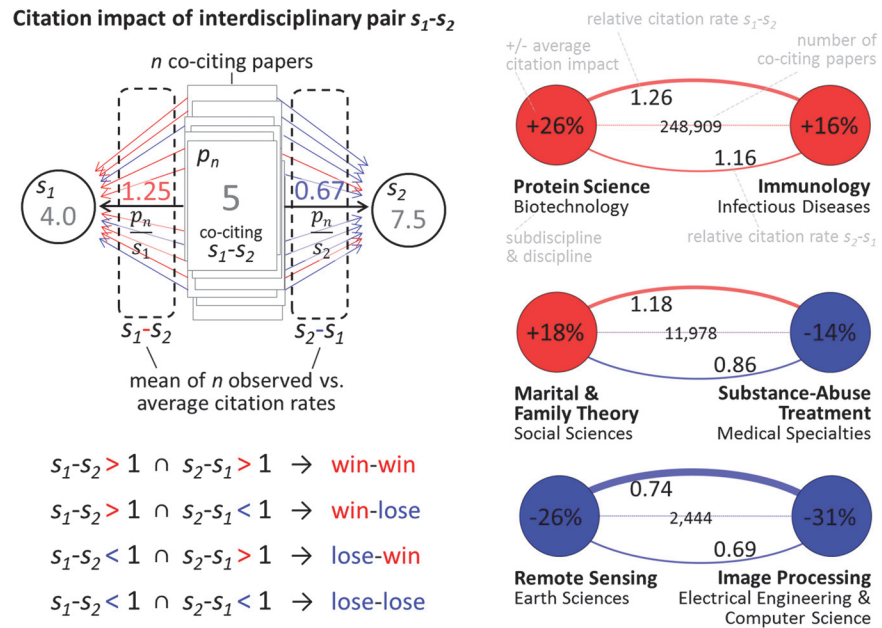 Citation impact of interdisciplinary pair s1-s2
n co-citing papers
s1
4.0
1.25
pn
s1
pn
5
co-citing
s1-s2
0.67
pn
s2
s2
7.5
s1-s2
s2-s1
mean of n observed vs.
average citation rates
s1-s2 > 1 ∩ s2-s1 > 1 → win-win
s1-s2 > 1 ∩ s2-s1 < 1 → win-lose
s1-s2 < 1 ∩ s2-s1 > 1 → lose-win
s1-s2 < 1 ∩ s2-s1 < 1 → lose-lose
relative citation rate s1-s2
+/- average
citation impact
number of
co-citing papers
1.26
+26%
248,909
+16%
1.16
Protein Science
Biotechnology
Immunology
Infectious Diseases
subdiscipline
& discipline
relative citation rate s2-s1
1.18
+18%
11,978
-14%
0.86
Marital &
Family Theory
Social Sciences
Substance-Abuse
Treatment
Medical Specialties
0.74
-26%
2,444
-31%
0.69
Remote Sensing
Earth Sciences
Image Processing
Electrical Engineering &
Computer Science